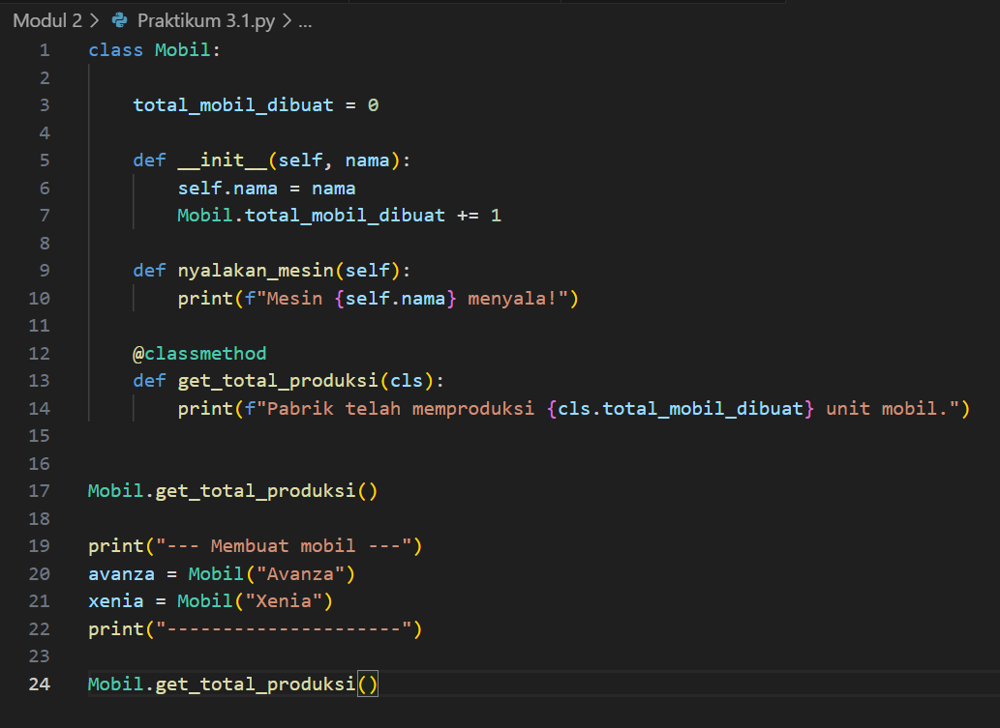 Modul 2 > Praktikum 3.1.py > ...
1 class Mobil:
2
3     total_mobil_dibuat = 0
4
5     def __init__(self, nama):
6         self.nama = nama
7         Mobil.total_mobil_dibuat += 1
8
9     def nyalakan_mesin(self):
10         print(f"Mesin {self.nama} menyala!")
11
12     @classmethod
13     def get_total_produksi(cls):
14         print(f"Pabrik telah memproduksi {cls.total_mobil_dibuat} unit mobil.")
15
16
17 Mobil.get_total_produksi()
18
19 print("--- Membuat mobil ---")
20 avanza = Mobil("Avanza")
21 xenia = Mobil("Xenia")
22 print("---------------------")
23
24 Mobil.get_total_produksi()